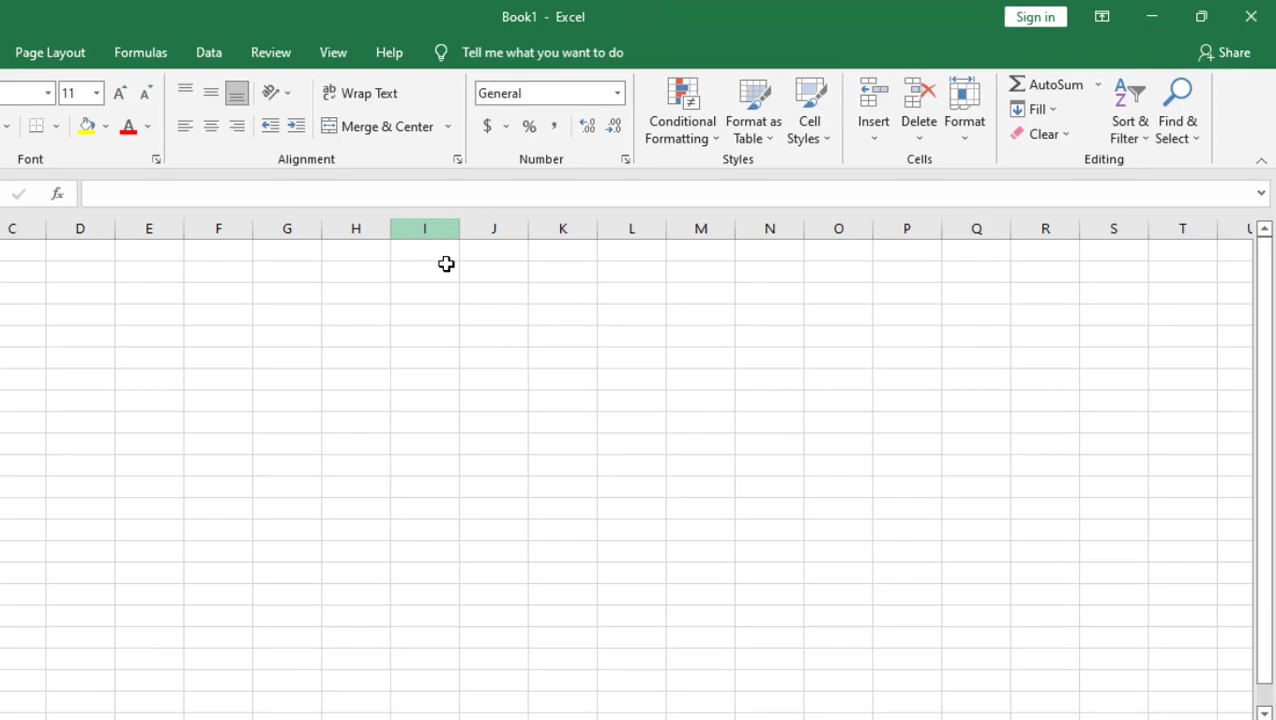 Book1 - Excel
Sign in
Page Layout Formulas Data Review View Help Tell me what you want to do Share
11 Wrap Text General AutoSum
Fill
Conditional Formatting Format as Table Cell Styles Insert Delete Format Sort & Filter Find & Select
Merge & Center $ % , Clear
Font Alignment Number Styles Cells Editing
fx
C D E F G H I J K L M N O P Q R S T U